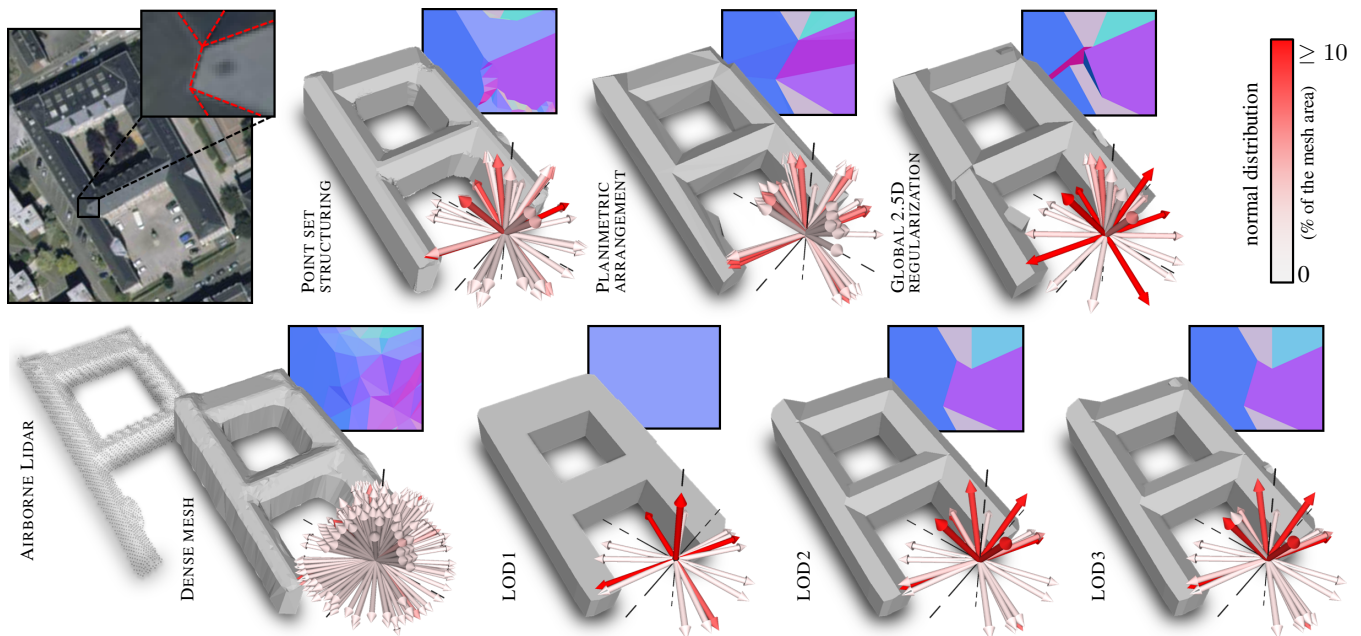 POINT SET
STRUCTURING
PLANIMETRIC
ARRANGEMENT
GLOBAL 2.5D
REGULARIZATION
normal distribution
(% of the mesh area)
≥ 10
0
AIRBORNE LIDAR
DENSE MESH
LOD1
LOD2
LOD3